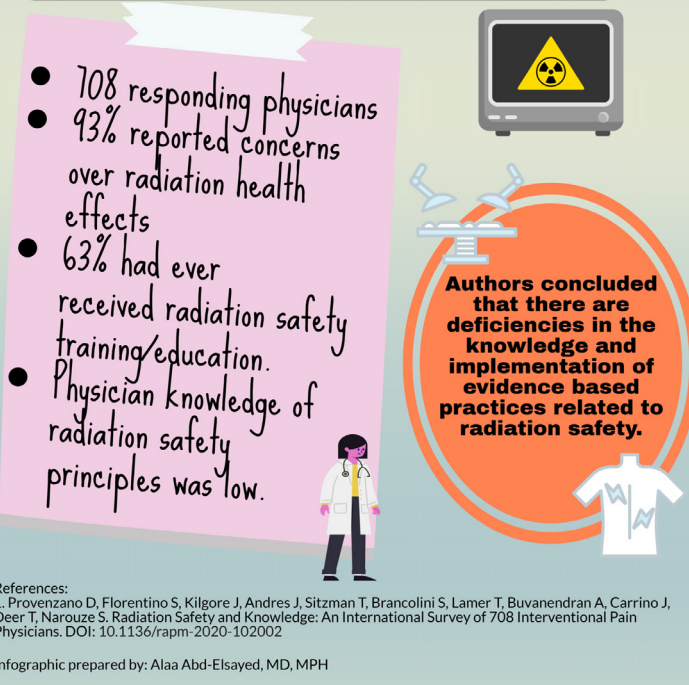 708 responding physicians
93% reported concerns
over radiation health
effects
63% had ever
received radiation safety
training/education.
Physician knowledge of
radiation safety
principles was low.
Authors concluded
that there are
deficiencies in the
knowledge and
implementation of
evidence based
practices related to
radiation safety.
References:
. Provenzano D, Florentino S, Kilgore J, Andres J, Sitzman T, Brancolini S, Lamer T, Buvanendran A, Carrino J,
Deer T, Narouze S. Radiation Safety and Knowledge: An International Survey of 708 Interventional Pain
Physicians. DOI: 10.1136/rapm-2020-102002
Infographic prepared by: Alaa Abd-Elsayed, MD, MPH